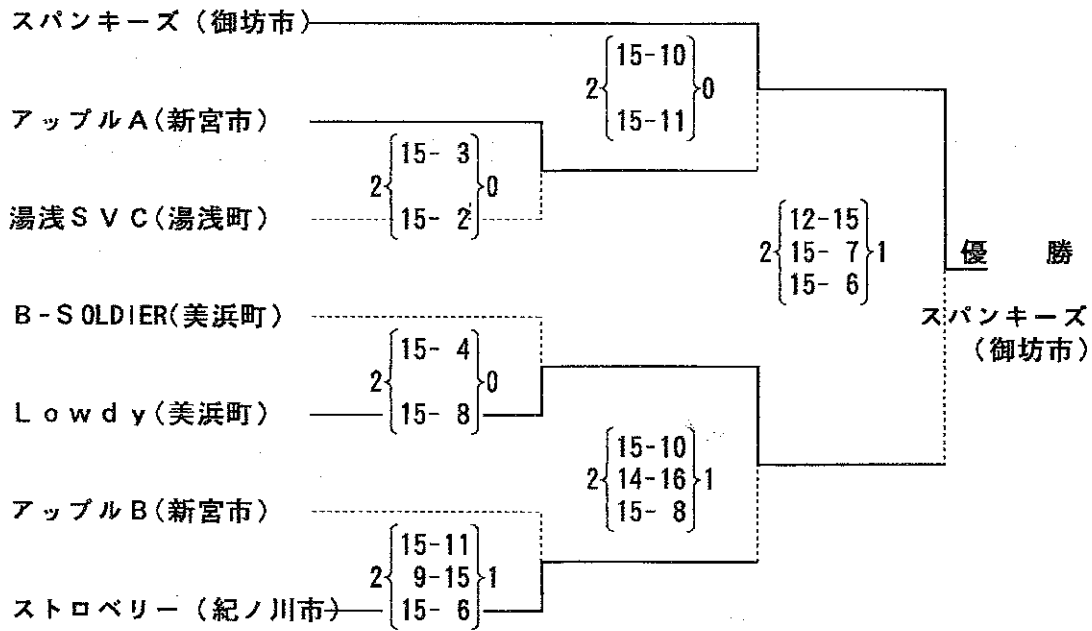 スパンキーズ（御坊市）
2 15-10 0
15-11
アップルA（新宮市）
2 15- 3 0
15- 2
湯浅SVC（湯浅町）
2 12-15 1
15- 7
15- 6
優 勝
スパンキーズ
（御坊市）
B-SOLDIER（美浜町）
2 15- 4 0
15- 8
Lowdy（美浜町）
2 15-10 1
14-16
15- 8
アップルB（新宮市）
2 15-11 1
9-15
15- 6
ストロベリー（紀ノ川市）